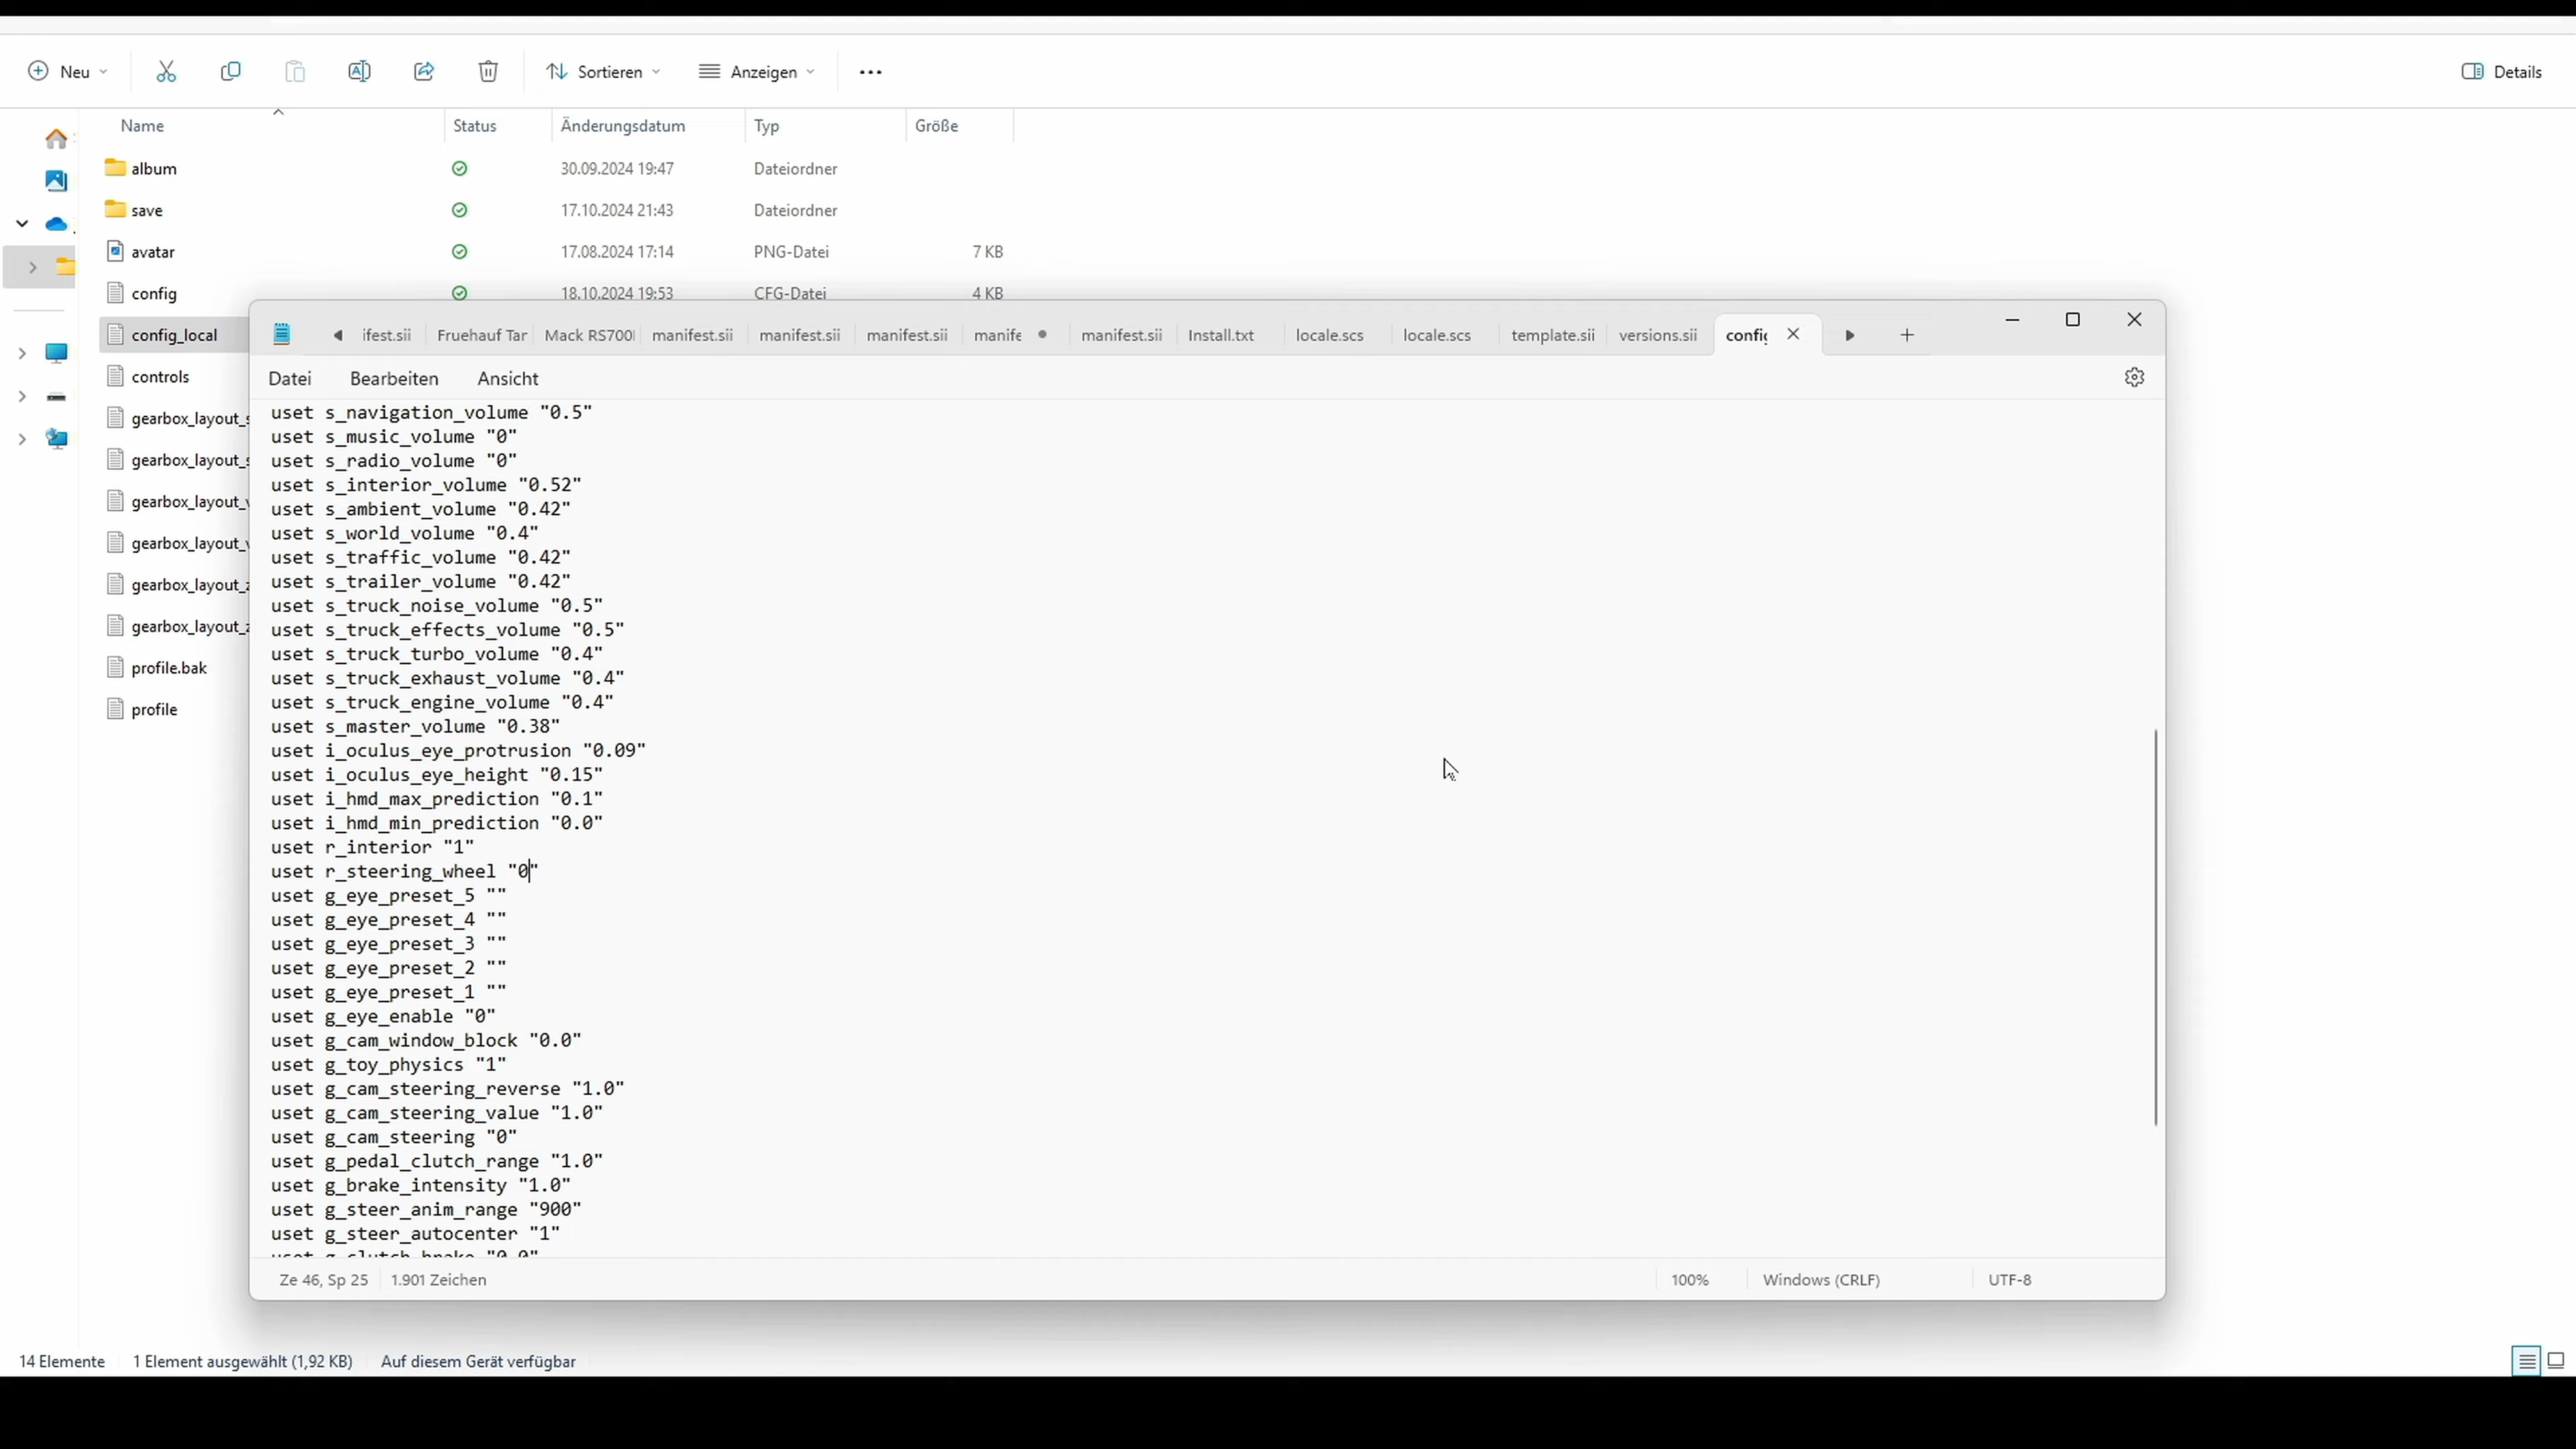 Neu
Sortieren
Anzeigen
Details
Name
Status
Änderungsdatum
Typ
Größe
album
30.09.2024 19:47
Dateiordner
save
17.10.2024 21:43
Dateiordner
avatar
17.08.2024 17:14
PNG-Datei
7 KB
config
18.10.2024 19:53
CFG-Datei
4 KB
config_local
controls
gearbox_layout_s
gearbox_layout_s
gearbox_layout_v
gearbox_layout_v
gearbox_layout_z
gearbox_layout_z
profile.bak
profile
ifest.sii
Fruehauf Tar
Mack RS700
manifest.sii
manifest.sii
manifest.sii
manife
manifest.sii
Install.txt
locale.scs
locale.scs
template.sii
versions.sii
config
Datei
Bearbeiten
Ansicht
uset s_navigation_volume "0.5"
uset s_music_volume "0"
uset s_radio_volume "0"
uset s_interior_volume "0.52"
uset s_ambient_volume "0.42"
uset s_world_volume "0.4"
uset s_traffic_volume "0.42"
uset s_trailer_volume "0.42"
uset s_truck_noise_volume "0.5"
uset s_truck_effects_volume "0.5"
uset s_truck_turbo_volume "0.4"
uset s_truck_exhaust_volume "0.4"
uset s_truck_engine_volume "0.4"
uset s_master_volume "0.38"
uset i_oculus_eye_protrusion "0.09"
uset i_oculus_eye_height "0.15"
uset i_hmd_max_prediction "0.1"
uset i_hmd_min_prediction "0.0"
uset r_interior "1"
uset r_steering_wheel "0"
uset g_eye_preset_5 ""
uset g_eye_preset_4 ""
uset g_eye_preset_3 ""
uset g_eye_preset_2 ""
uset g_eye_preset_1 ""
uset g_eye_enable "0"
uset g_cam_window_block "0.0"
uset g_toy_physics "1"
uset g_cam_steering_reverse "1.0"
uset g_cam_steering_value "1.0"
uset g_cam_steering "0"
uset g_pedal_clutch_range "1.0"
uset g_brake_intensity "1.0"
uset g_steer_anim_range "900"
uset g_steer_autocenter "1"
uset g_clutch_brake "0.0"
Ze 46, Sp 25
1.901 Zeichen
100%
Windows (CRLF)
UTF-8
14 Elemente
1 Element ausgewählt (1,92 KB)
Auf diesem Gerät verfügbar